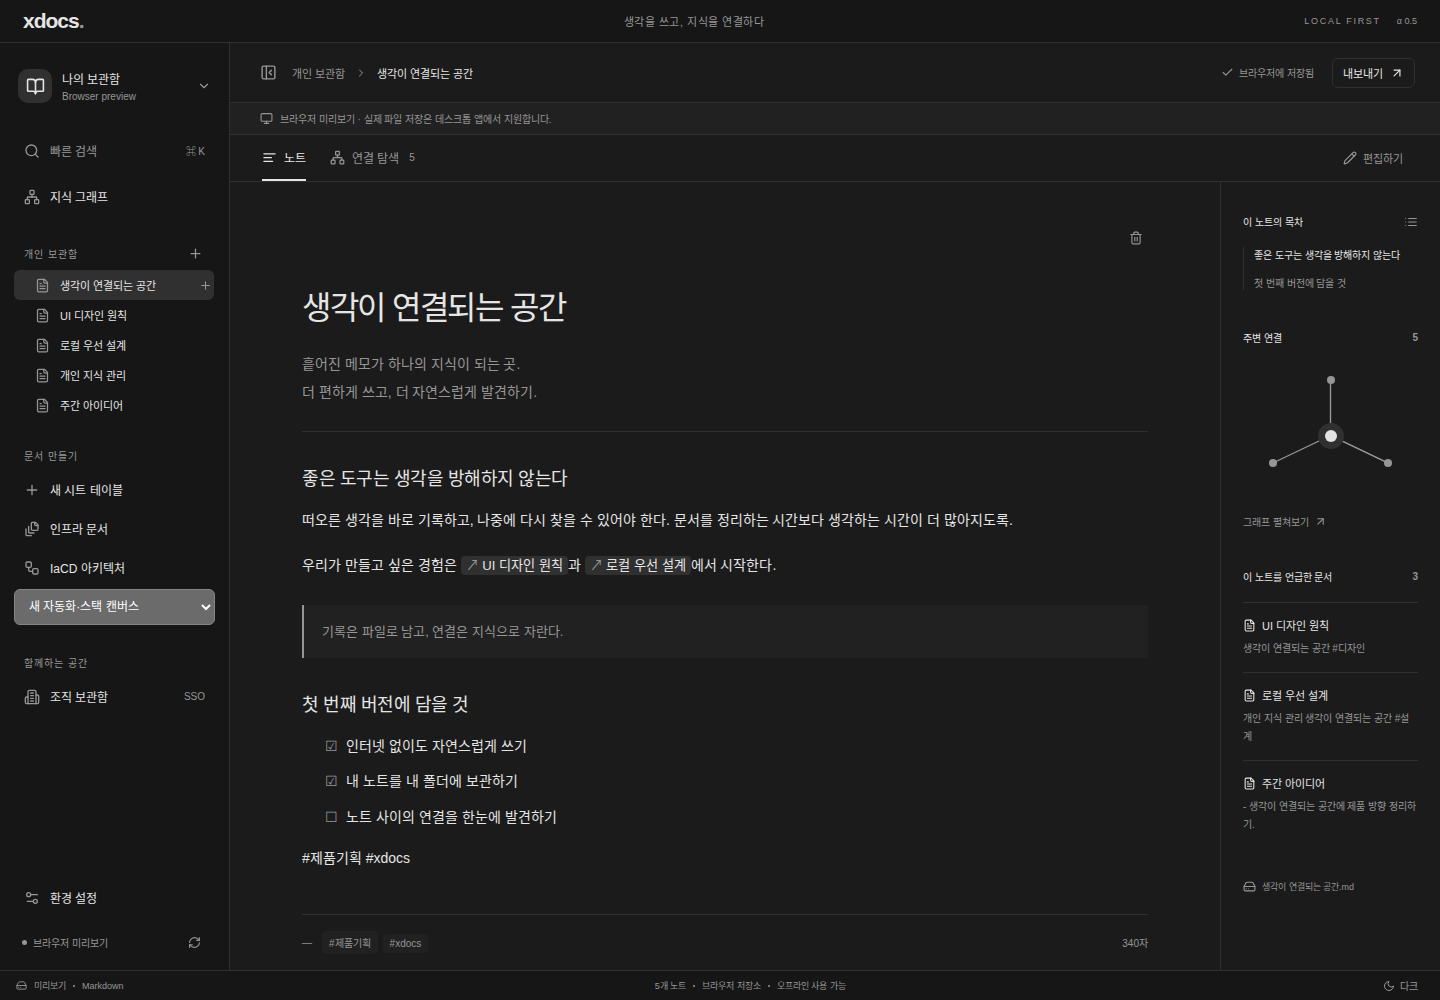 xdocs.
생각을 쓰고, 지식을 연결하다
LOCAL FIRST α 0.5
나의 보관함
Browser preview
빠른 검색 ⌘ K
지식 그래프
개인 보관함
생각이 연결되는 공간
UI 디자인 원칙
로컬 우선 설계
개인 지식 관리
주간 아이디어
문서 만들기
새 시트 테이블
인프라 문서
IaCD 아키텍처
새 자동화·스택 캔버스
함께하는 공간
조직 보관함 SSO
환경 설정
브라우저 미리보기
개인 보관함 생각이 연결되는 공간
브라우저에 저장됨 내보내기
브라우저 미리보기 · 실제 파일 저장은 데스크톱 앱에서 지원합니다.
노트 연결 탐색 5
편집하기
생각이 연결되는 공간
흩어진 메모가 하나의 지식이 되는 곳.
더 편하게 쓰고, 더 자연스럽게 발견하기.
좋은 도구는 생각을 방해하지 않는다
떠오른 생각을 바로 기록하고, 나중에 다시 찾을 수 있어야 한다. 문서를 정리하는 시간보다 생각하는 시간이 더 많아지도록.
우리가 만들고 싶은 경험은 ↗ UI 디자인 원칙과 ↗ 로컬 우선 설계에서 시작한다.
기록은 파일로 남고, 연결은 지식으로 자란다.
첫 번째 버전에 담을 것
☑ 인터넷 없이도 자연스럽게 쓰기
☑ 내 노트를 내 폴더에 보관하기
☐ 노트 사이의 연결을 한눈에 발견하기
#제품기획 #xdocs
— #제품기획 #xdocs 340자
이 노트의 목차
좋은 도구는 생각을 방해하지 않는다
첫 번째 버전에 담을 것
주변 연결 5
그래프 펼쳐보기
이 노트를 언급한 문서 3
UI 디자인 원칙
생각이 연결되는 공간 #디자인
로컬 우선 설계
개인 지식 관리 생각이 연결되는 공간 #설
계
주간 아이디어
- 생각이 연결되는 공간에 제품 방향 정리하
기.
생각이 연결되는 공간.md
미리보기 • Markdown
5개 노트 • 브라우저 저장소 • 오프라인 사용 가능
다크